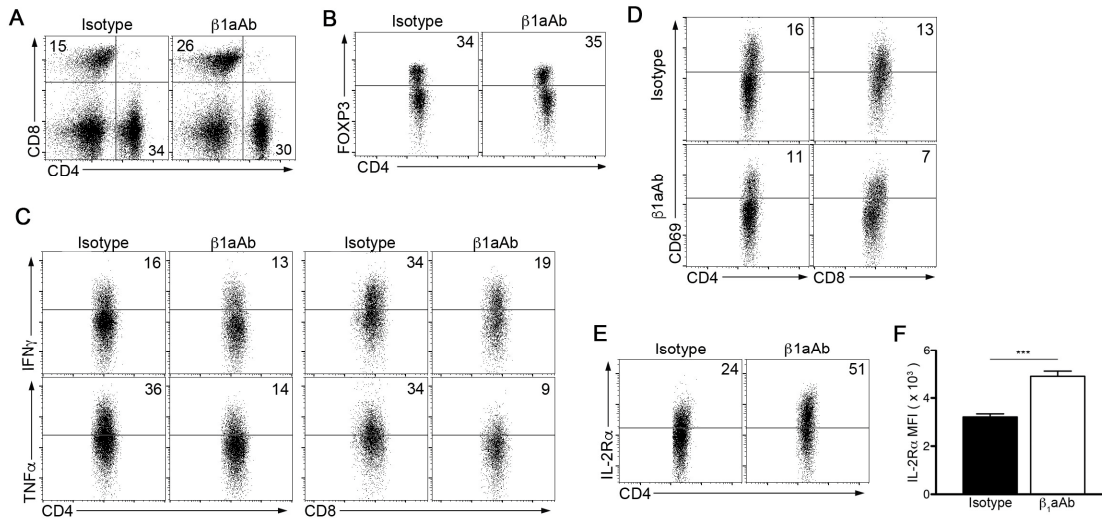 A
Isotype
β1aAb
15
26
CD8
34
30
CD4
B
Isotype
β1aAb
34
35
FOXP3
CD4
C
Isotype
β1aAb
Isotype
β1aAb
16
13
34
19
IFNγ
36
14
34
9
TNFα
CD4
CD8
D
16
13
Isotype
11
7
β1aAb
CD69
CD4
CD8
E
Isotype
β1aAb
24
51
IL-2Rα
CD4
F
***
6
4
2
0
IL-2Rα MFI ( x 10³)
Isotype
β₁aAb